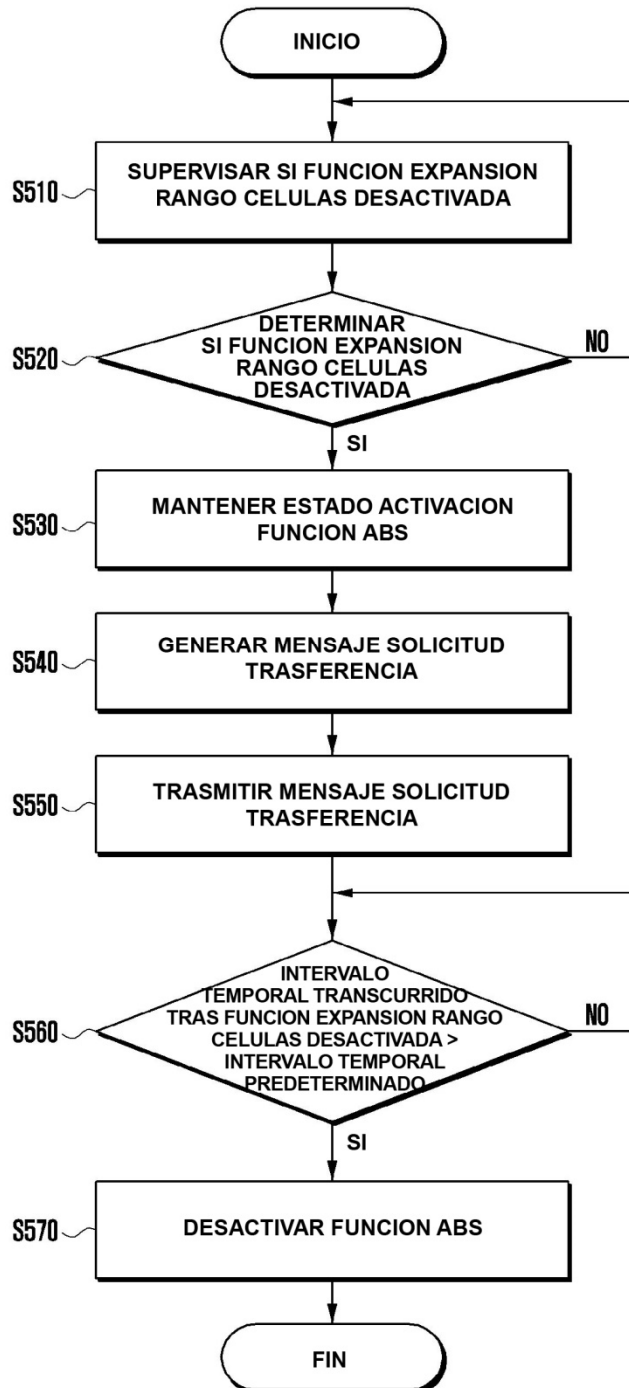 INICIO
S510
SUPERVISAR SI FUNCION EXPANSION
RANGO CELULAS DESACTIVADA
S520
DETERMINAR
SI FUNCION EXPANSION
RANGO CELULAS
DESACTIVADA
NO
SI
S530
MANTENER ESTADO ACTIVACION
FUNCION ABS
S540
GENERAR MENSAJE SOLICITUD
TRASFERENCIA
S550
TRASMITIR MENSAJE SOLICITUD
TRASFERENCIA
S560
INTERVALO
TEMPORAL TRANSCURRIDO
TRAS FUNCION EXPANSION RANGO
CELULAS DESACTIVADA >
INTERVALO TEMPORAL
PREDETERMINADO
NO
SI
S570
DESACTIVAR FUNCION ABS
FIN